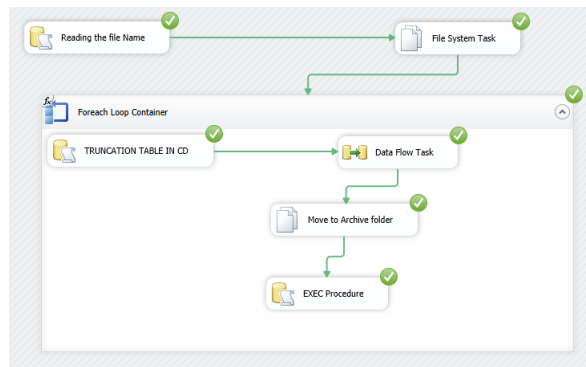 Reading the file Name
File System Task
Foreach Loop Container
TRUNCATION TABLE IN CD
Data Flow Task
Move to Archive folder
EXEC Procedure